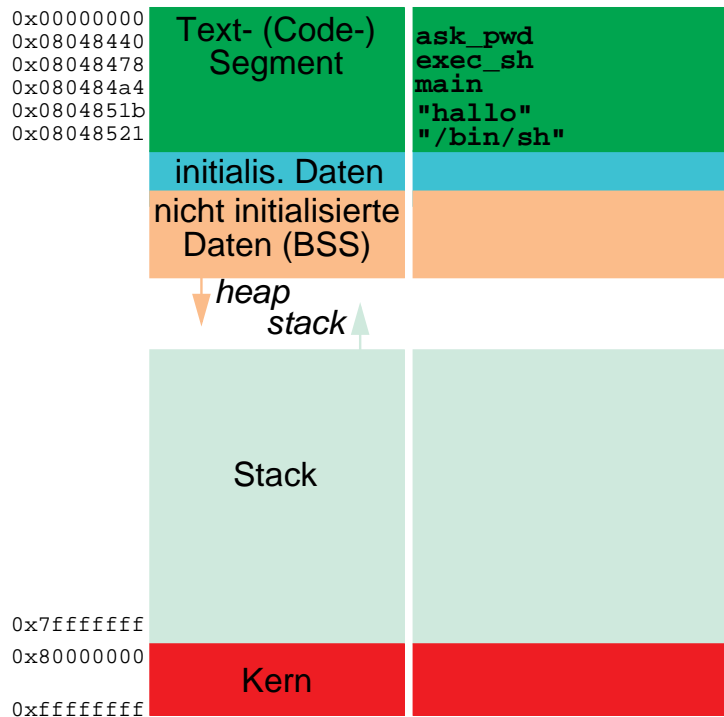 0x00000000
0x08048440
0x08048478
0x080484a4
0x0804851b
0x08048521
Text- (Code-)
Segment
ask_pwd
exec_sh
main
"hallo"
"/bin/sh"
initialis. Daten
nicht initialisierte
Daten (BSS)
heap
stack
Stack
0x7fffffff
0x80000000
Kern
0xffffffff